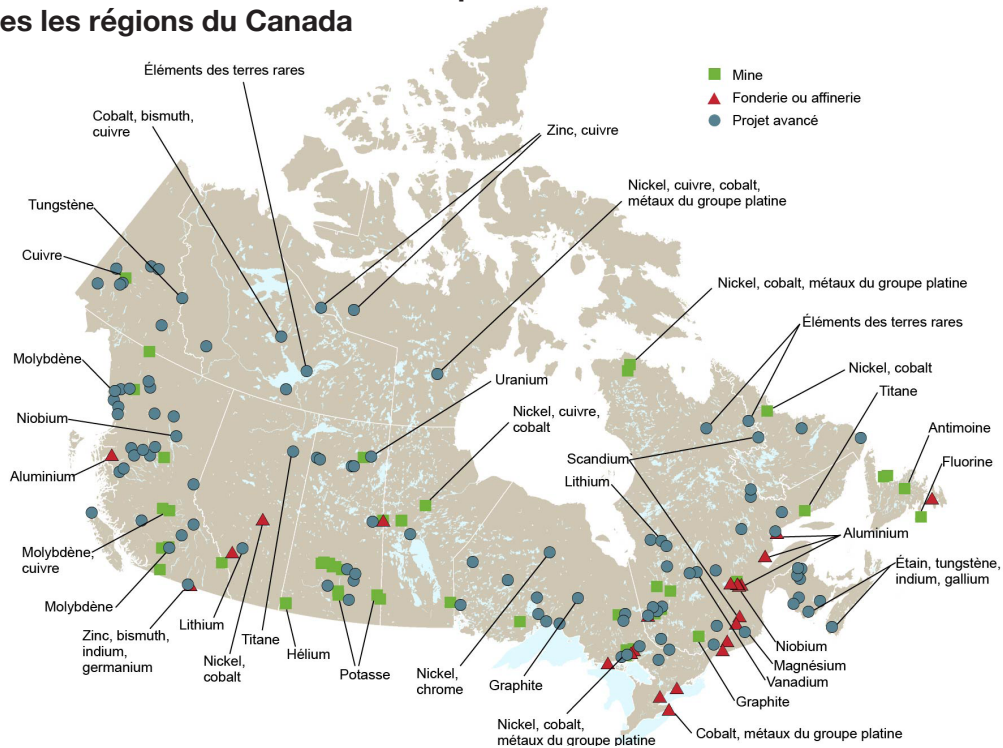 es les régions du Canada
Éléments des terres rares
Cobalt, bismuth,
cuivre
Zinc, cuivre
Mine
Fonderie ou affinerie
Projet avancé
Nickel, cuivre, cobalt,
métaux du groupe platine
Tungstène
Cuivre
Nickel, cobalt, métaux du groupe platine
Éléments des terres rares
Molybdène
Uranium
Nickel, cobalt
Titane
Niobium
Nickel, cuivre,
cobalt
Antimoine
Scandium
Fluorine
Aluminium
Lithium
Aluminium
Molybdène,
cuivre
Étain, tungstène,
indium, gallium
Molybdène
Zinc, bismuth,
indium,
germanium
Lithium
Nickel,
cobalt
Titane
Hélium
Potasse
Nickel,
chrome
Graphite
Niobium
Magnésium
Vanadium
Graphite
Nickel, cobalt,
métaux du groupe platine
Cobalt, métaux du groupe platine